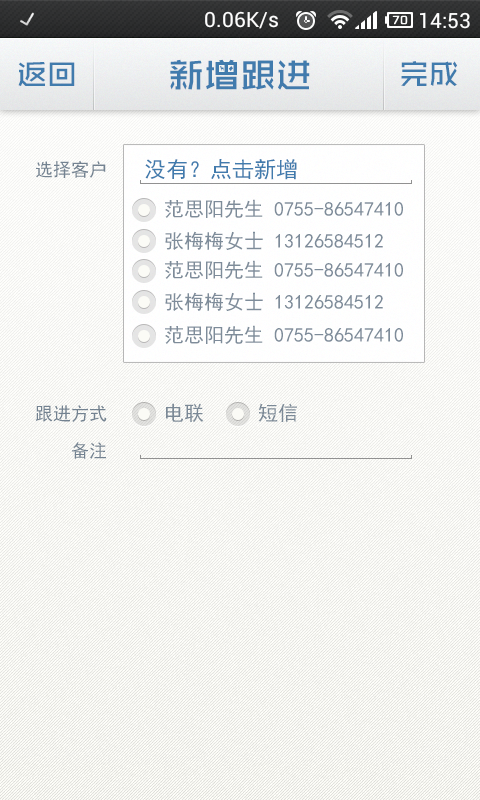 0.06K/s 70 14:53
返回 新增跟进 完成
选择客户 没有？点击新增
范思阳先生 0755-86547410
张梅梅女士 13126584512
范思阳先生 0755-86547410
张梅梅女士 13126584512
范思阳先生 0755-86547410
跟进方式 电联 短信
备注